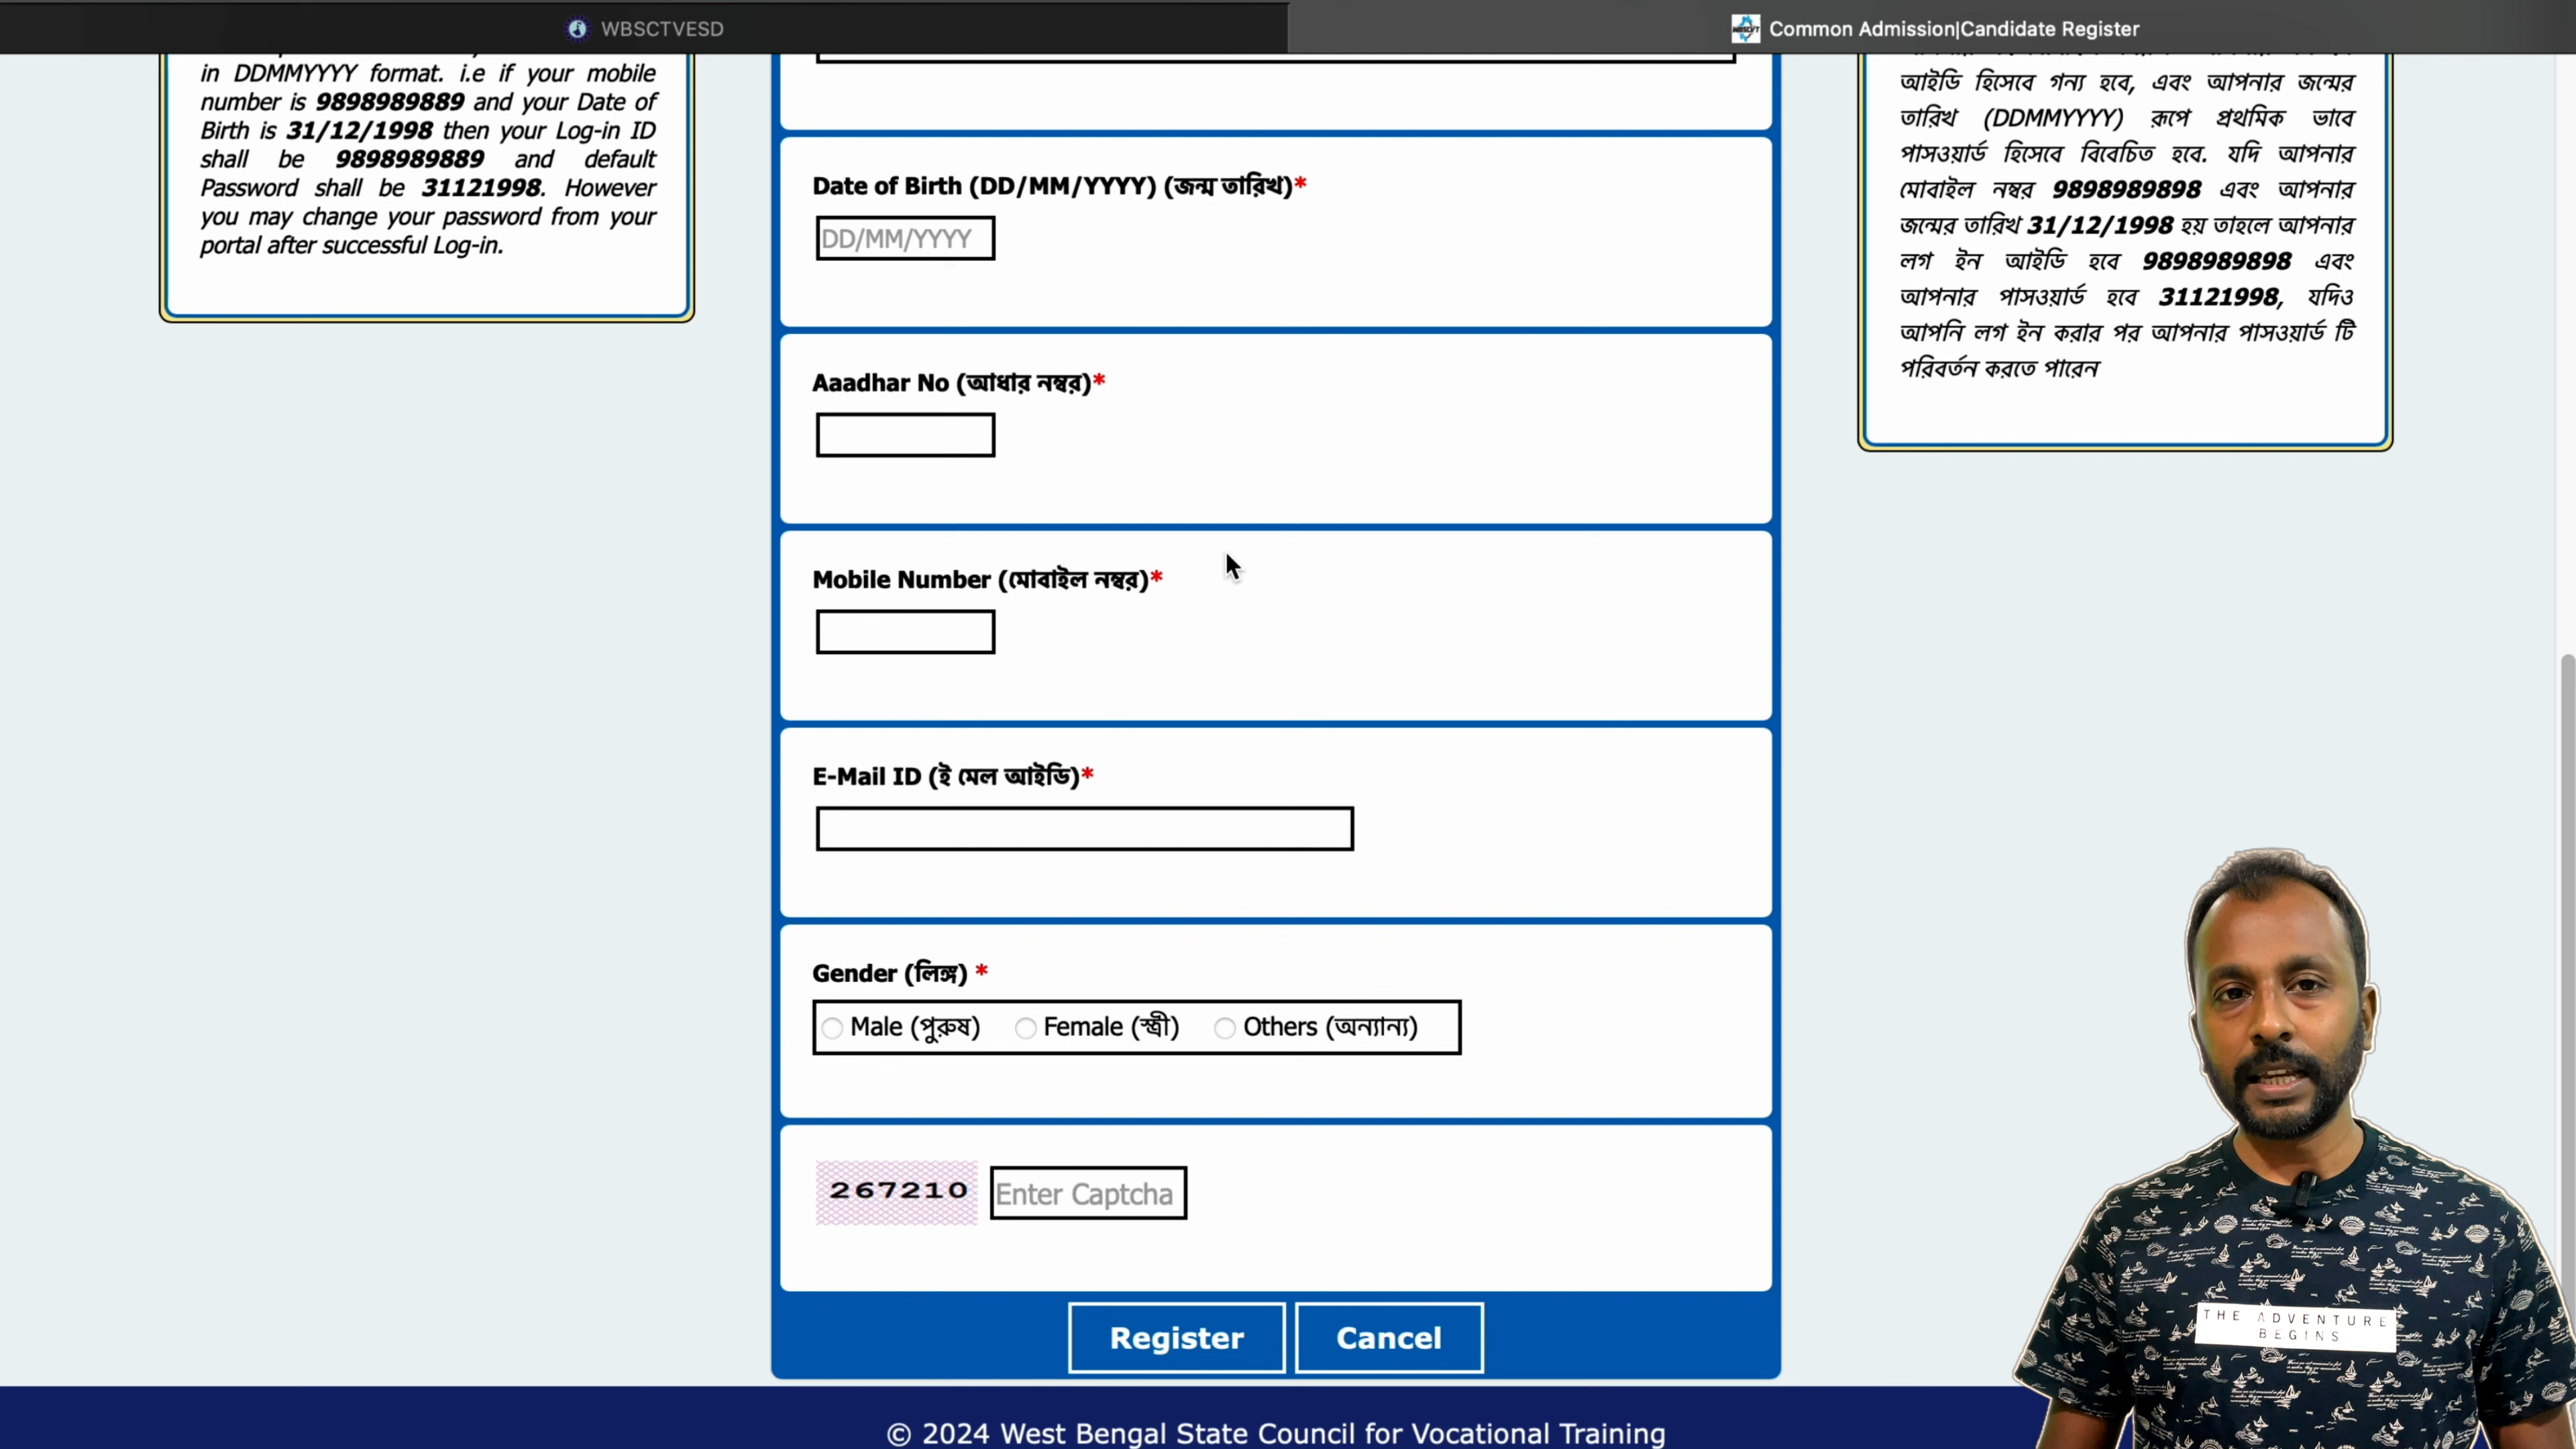 WBSCTVESD
Common Admission|Candidate Register
in DDMMYYYY format. i.e if your mobile
number is 9898989889 and your Date of
Birth is 31/12/1998 then your Log-in ID
shall be 9898989889 and default
Password shall be 31121998. However
you may change your password from your
portal after successful Log-in.
Date of Birth (DD/MM/YYYY) (জন্ম তারিখ)*
DD/MM/YYYY
Aaadhar No (আধার নম্বর)*
Mobile Number (মোবাইল নম্বর)*
E-Mail ID (ই মেল আইডি)*
Gender (লিঙ্গ) *
Male (পুরুষ) Female (স্ত্রী) Others (অন্যান্য)
267210 Enter Captcha
Register Cancel
আইডি হিসেবে গন্য হবে, এবং আপনার জন্মের
তারিখ (DDMMYYYY) রূপে প্রথমিক ভাবে
পাসওয়ার্ড হিসেবে বিবেচিত হবে. যদি আপনার
মোবাইল নম্বর 9898989898 এবং আপনার
জন্মের তারিখ 31/12/1998 হয় তাহলে আপনার
লগ ইন আইডি হবে 9898989898 এবং
আপনার পাসওয়ার্ড হবে 31121998, যদিও
আপনি লগ ইন করার পর আপনার পাসওয়ার্ড টি
পরিবর্তন করতে পারেন
THE ADVENTURE
BEGINS
© 2024 West Bengal State Council for Vocational Training